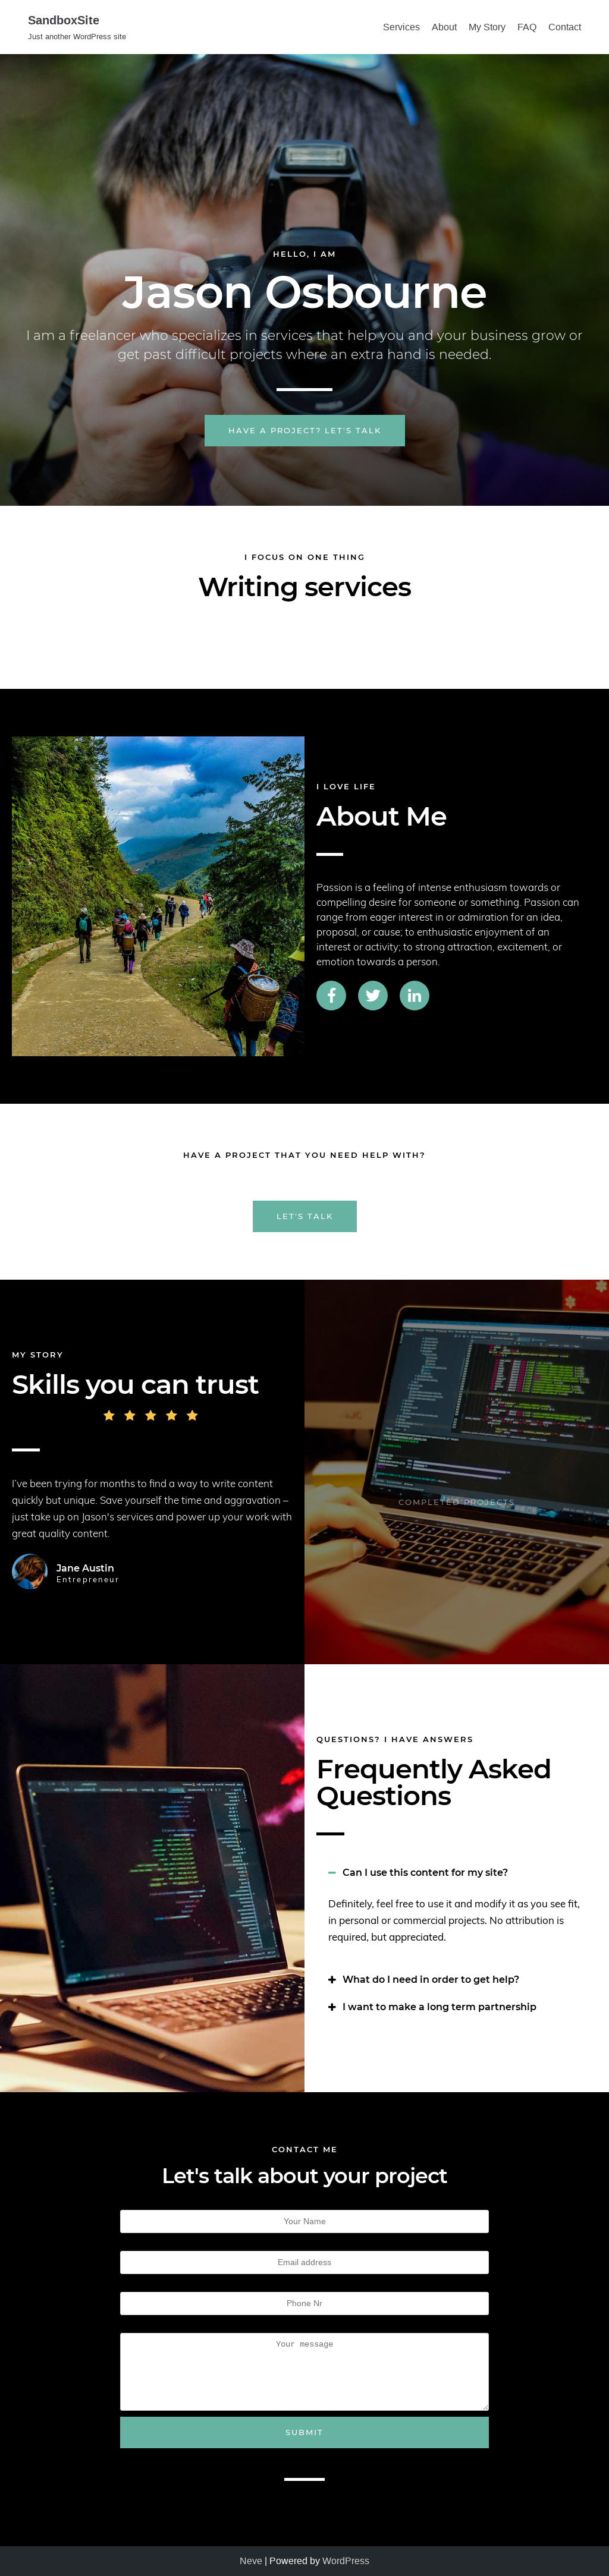 SandboxSite
Just another WordPress site
Services About My Story FAQ Contact
HELLO, I AM
Jason Osbourne
I am a freelancer who specializes in services that help you and your business grow or
get past difficult projects where an extra hand is needed.
HAVE A PROJECT? LET'S TALK
I FOCUS ON ONE THING
Writing services
I LOVE LIFE
About Me
Passion is a feeling of intense enthusiasm towards or
compelling desire for someone or something. Passion can
range from eager interest in or admiration for an idea,
proposal, or cause; to enthusiastic enjoyment of an
interest or activity; to strong attraction, excitement, or
emotion towards a person.
HAVE A PROJECT THAT YOU NEED HELP WITH?
LET'S TALK
MY STORY
Skills you can trust
I've been trying for months to find a way to write content
quickly but unique. Save yourself the time and aggravation –
just take up on Jason's services and power up your work with
great quality content.
Jane Austin
Entrepreneur
COMPLETED PROJECTS
QUESTIONS? I HAVE ANSWERS
Frequently Asked
Questions
Can I use this content for my site?
Definitely, feel free to use it and modify it as you see fit,
in personal or commercial projects. No attribution is
required, but appreciated.
What do I need in order to get help?
I want to make a long term partnership
CONTACT ME
Let's talk about your project
Your Name
Email address
Phone Nr
Your message
SUBMIT
Neve | Powered by WordPress